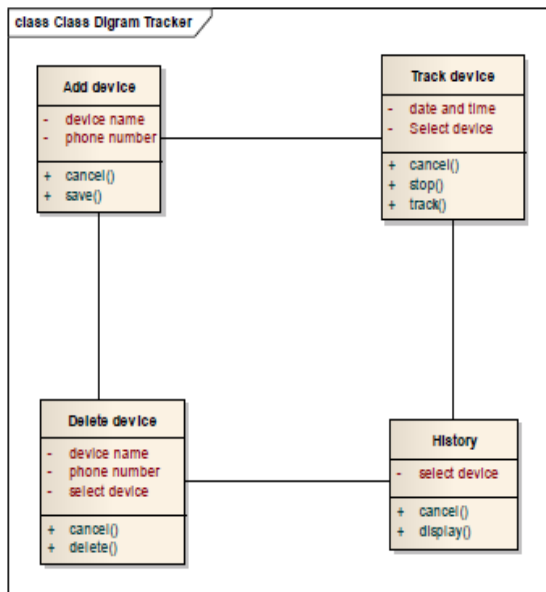 class Class Digram Tracker
Add device
- device name
- phone number
+ cancel()
+ save()
Track device
- date and time
- Select device
+ cancel()
+ stop()
+ track()
Delete device
- device name
- phone number
- select device
+ cancel()
+ delete()
History
- select device
+ cancel()
+ display()